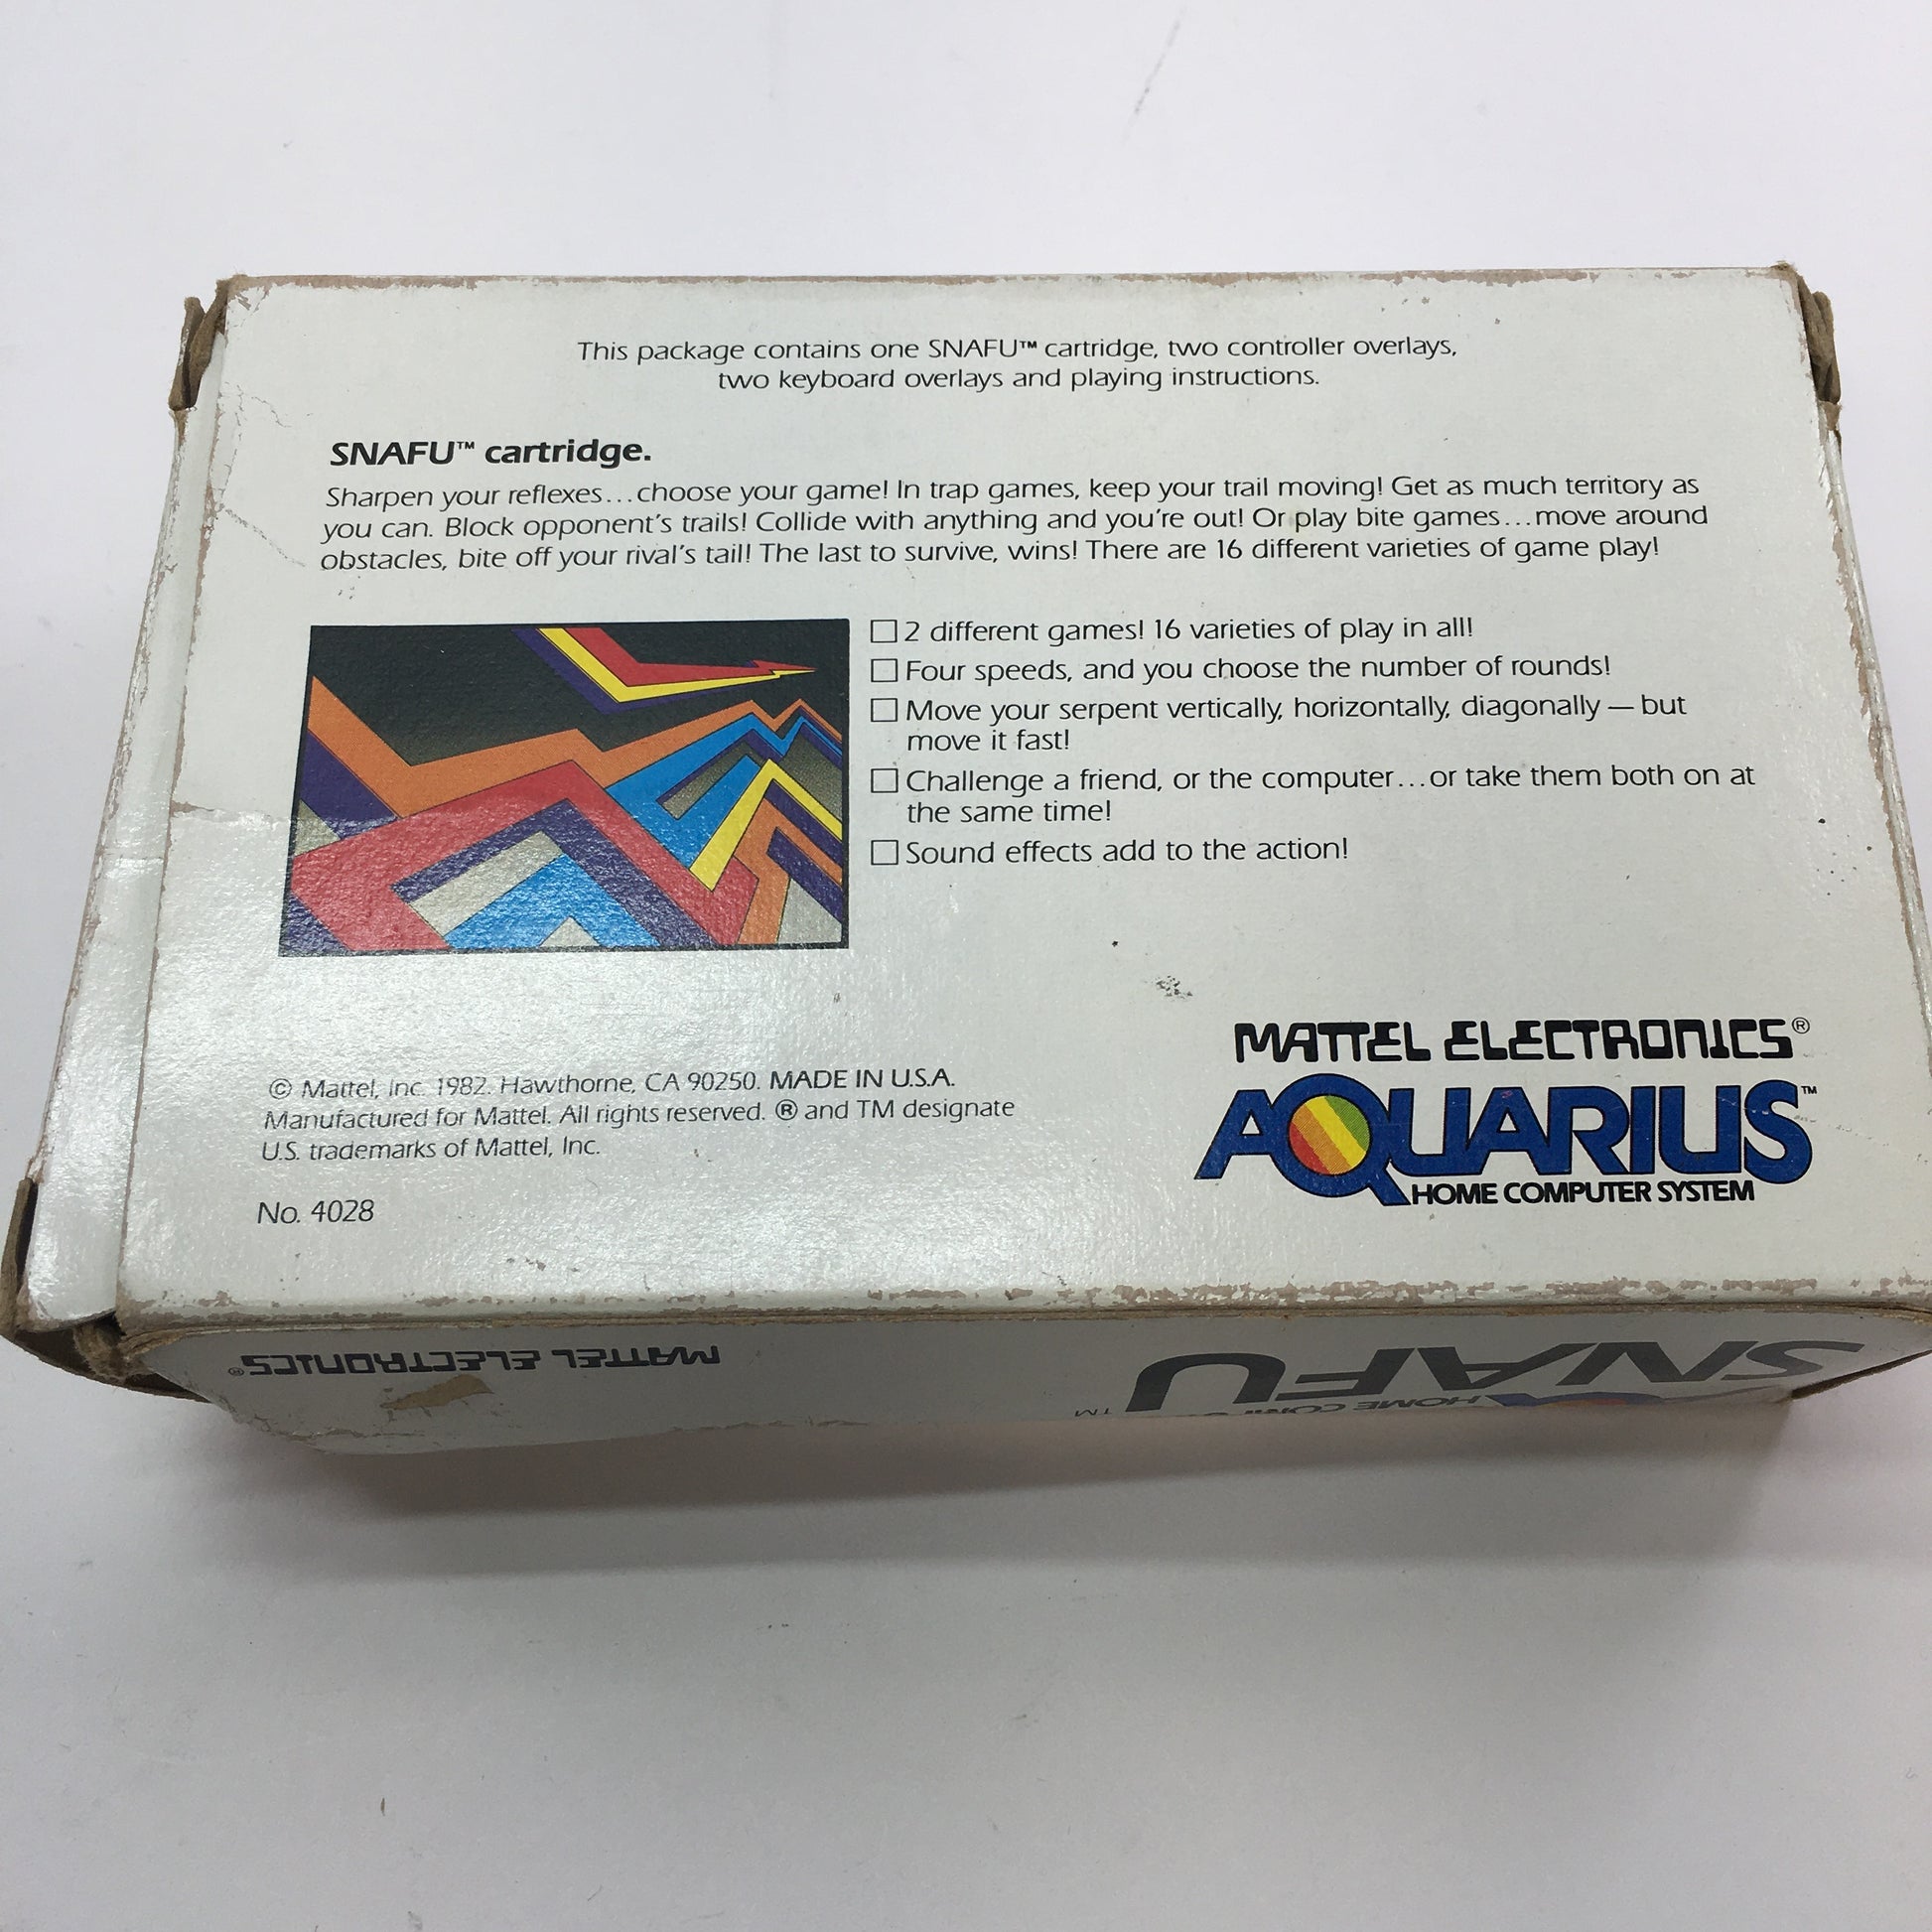 This package contains one SNAFU™ cartridge, two controller overlays,
two keyboard overlays and playing instructions.
SNAFU™ cartridge.
Sharpen your reflexes...choose your game! In trap games, keep your trail moving! Get as much territory as
you can. Block opponent's trails! Collide with anything and you're out! Or play bite games...move around
obstacles, bite off your rival's tail! The last to survive, wins! There are 16 different varieties of game play!
☐ 2 different games! 16 varieties of play in all!
☐ Four speeds, and you choose the number of rounds!
☐ Move your serpent vertically, horizontally, diagonally — but
move it fast!
☐ Challenge a friend, or the computer...or take them both on at
the same time!
☐ Sound effects add to the action!
© Mattel, Inc. 1982. Hawthorne, CA 90250. MADE IN U.S.A.
Manufactured for Mattel. All rights reserved. ® and TM designate
U.S. trademarks of Mattel, Inc.
No. 4028
MATTEL ELECTRONICS®
AQUARIUS™
HOME COMPUTER SYSTEM
MATTEL ELECTRONICS®
SNAFU™
HOME